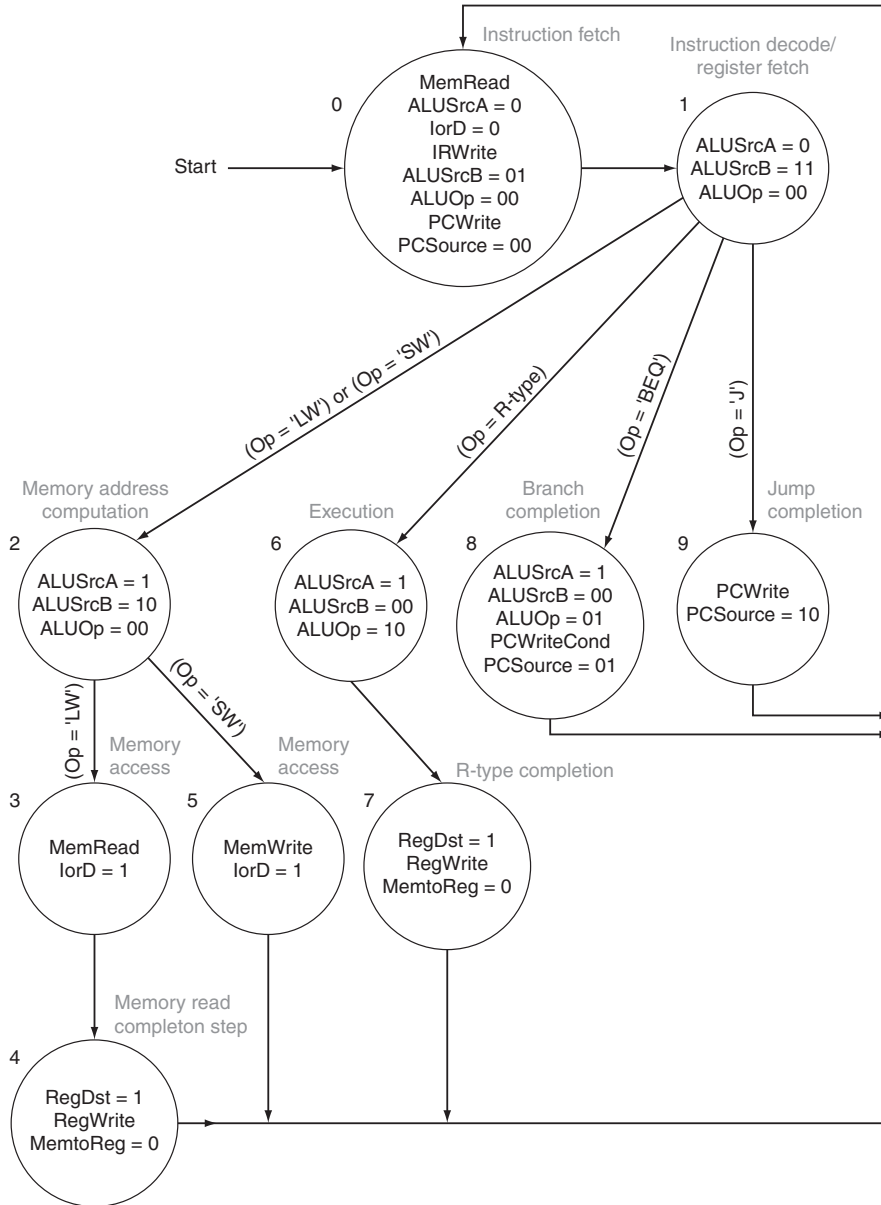 Instruction fetch
Instruction decode/
register fetch
0
MemRead
ALUSrcA = 0
IorD = 0
IRWrite
ALUSrcB = 01
ALUOp = 00
PCWrite
PCSource = 00
1
ALUSrcA = 0
ALUSrcB = 11
ALUOp = 00
Start
(Op = 'LW') or (Op = 'SW')
(Op = R-type)
(Op = 'BEQ')
(Op = 'J')
Memory address
computation
2
ALUSrcA = 1
ALUSrcB = 10
ALUOp = 00
Execution
6
ALUSrcA = 1
ALUSrcB = 00
ALUOp = 10
Branch
completion
8
ALUSrcA = 1
ALUSrcB = 00
ALUOp = 01
PCWriteCond
PCSource = 01
Jump
completion
9
PCWrite
PCSource = 10
(Op = 'LW')
(Op = 'SW')
Memory
access
3
MemRead
IorD = 1
Memory
access
5
MemWrite
IorD = 1
R-type completion
7
RegDst = 1
RegWrite
MemtoReg = 0
Memory read
completon step
4
RegDst = 1
RegWrite
MemtoReg = 0